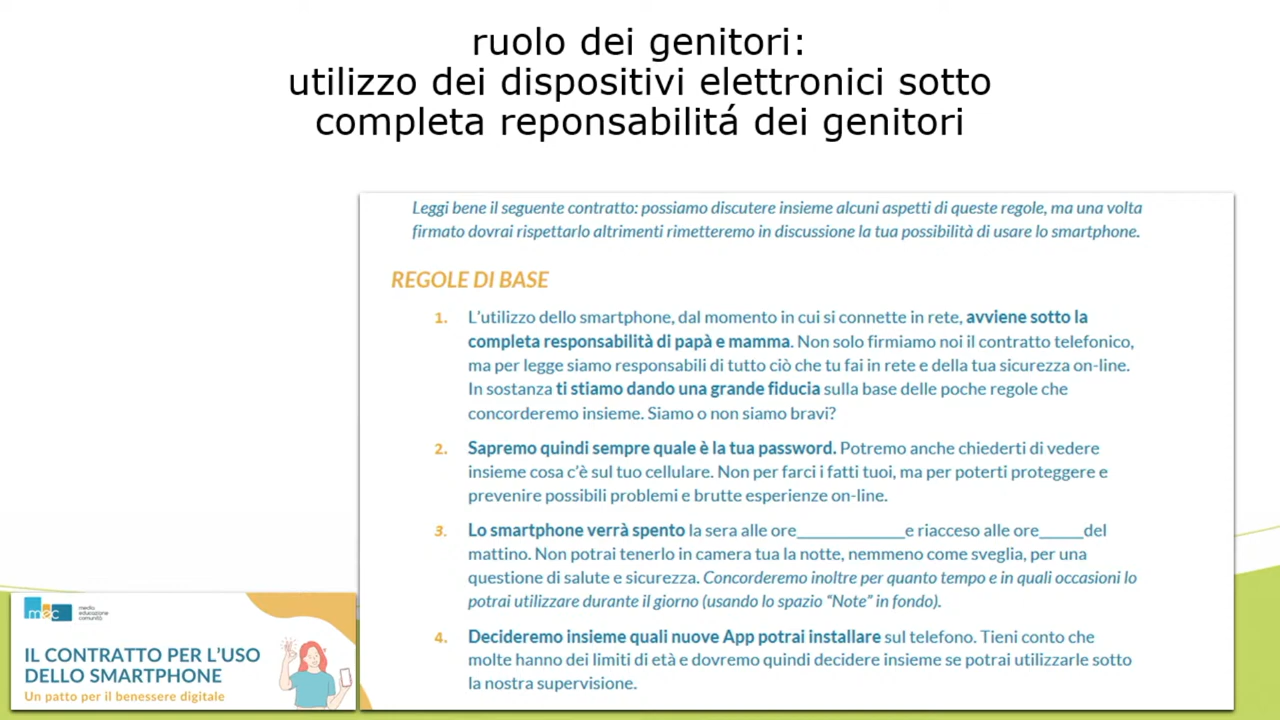 ruolo dei genitori:
utilizzo dei dispositivi elettronici sotto
completa reponsabilitá dei genitori
Leggi bene il seguente contratto: possiamo discutere insieme alcuni aspetti di queste regole, ma una volta
firmato dovrai rispettarlo altrimenti rimetteremo in discussione la tua possibilità di usare lo smartphone.
REGOLE DI BASE
1. L'utilizzo dello smartphone, dal momento in cui si connette in rete, avviene sotto la
completa responsabilità di papà e mamma. Non solo firmiamo noi il contratto telefonico,
ma per legge siamo responsabili di tutto ciò che tu fai in rete e della tua sicurezza on-line.
In sostanza ti stiamo dando una grande fiducia sulla base delle poche regole che
concorderemo insieme. Siamo o non siamo bravi?
2. Sapremo quindi sempre quale è la tua password. Potremo anche chiederti di vedere
insieme cosa c'è sul tuo cellulare. Non per farci i fatti tuoi, ma per poterti proteggere e
prevenire possibili problemi e brutte esperienze on-line.
3. Lo smartphone verrà spento la sera alle ore_____________e riacceso alle ore_____del
mattino. Non potrai tenerlo in camera tua la notte, nemmeno come sveglia, per una
questione di salute e sicurezza. Concorderemo inoltre per quanto tempo e in quali occasioni lo
potrai utilizzare durante il giorno (usando lo spazio “Note” in fondo).
4. Decideremo insieme quali nuove App potrai installare sul telefono. Tieni conto che
molte hanno dei limiti di età e dovremo quindi decidere insieme se potrai utilizzarle sotto
la nostra supervisione.
mec
media
educazione
comunità
IL CONTRATTO PER L'USO
DELLO SMARTPHONE
Un patto per il benessere digitale